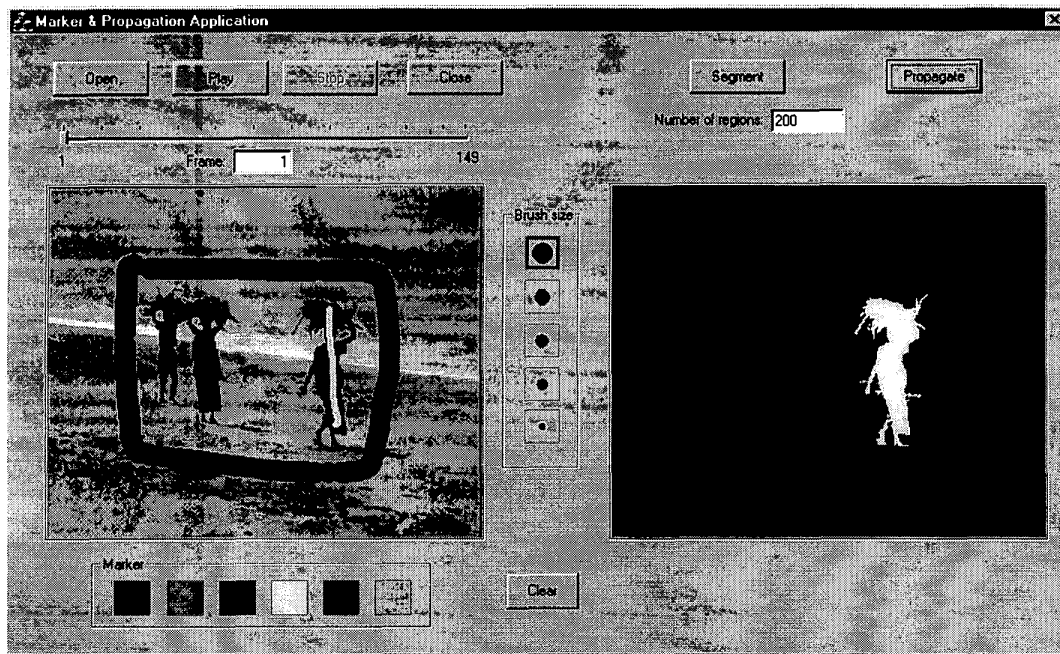 Marker & Propagation Application
Open Play Stop Close Segment Propagate
Number of regions: 200
1 149
Frame: 1
Brush size
Marker
Clear